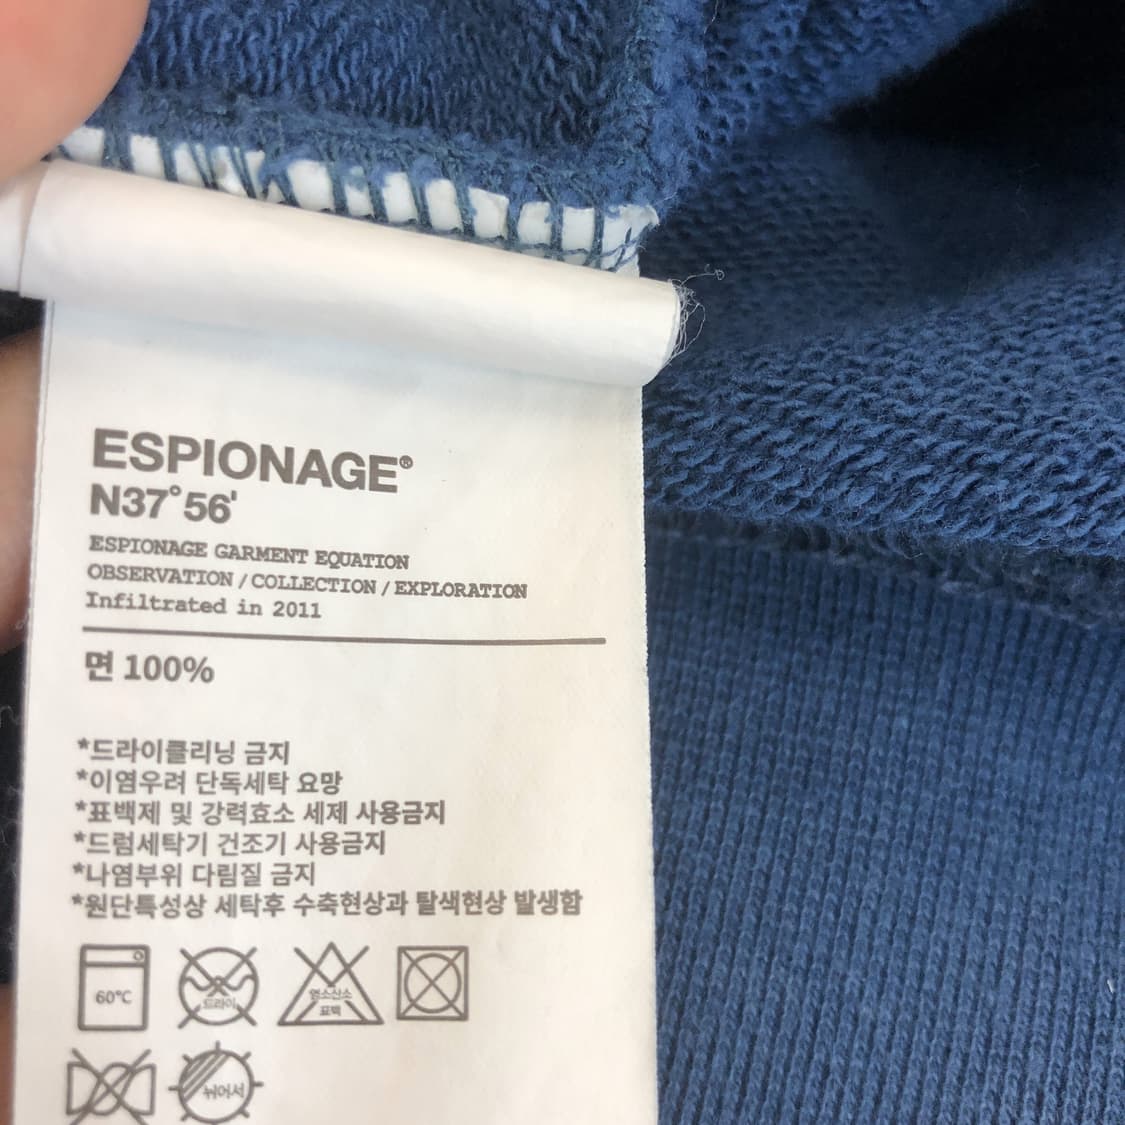 ESPIONAGE®
N37°56'
ESPIONAGE GARMENT EQUATION
OBSERVATION / COLLECTION / EXPLORATION
Infiltrated in 2011
면 100%
*드라이클리닝 금지
*이염우려 단독세탁 요망
*표백제 및 강력효소 세제 사용금지
*드럼세탁기 건조기 사용금지
*나염부위 다림질 금지
*원단특성상 세탁후 수축현상과 탈색현상 발생함
60°C
드라이
염소산소
표백
뉘어서